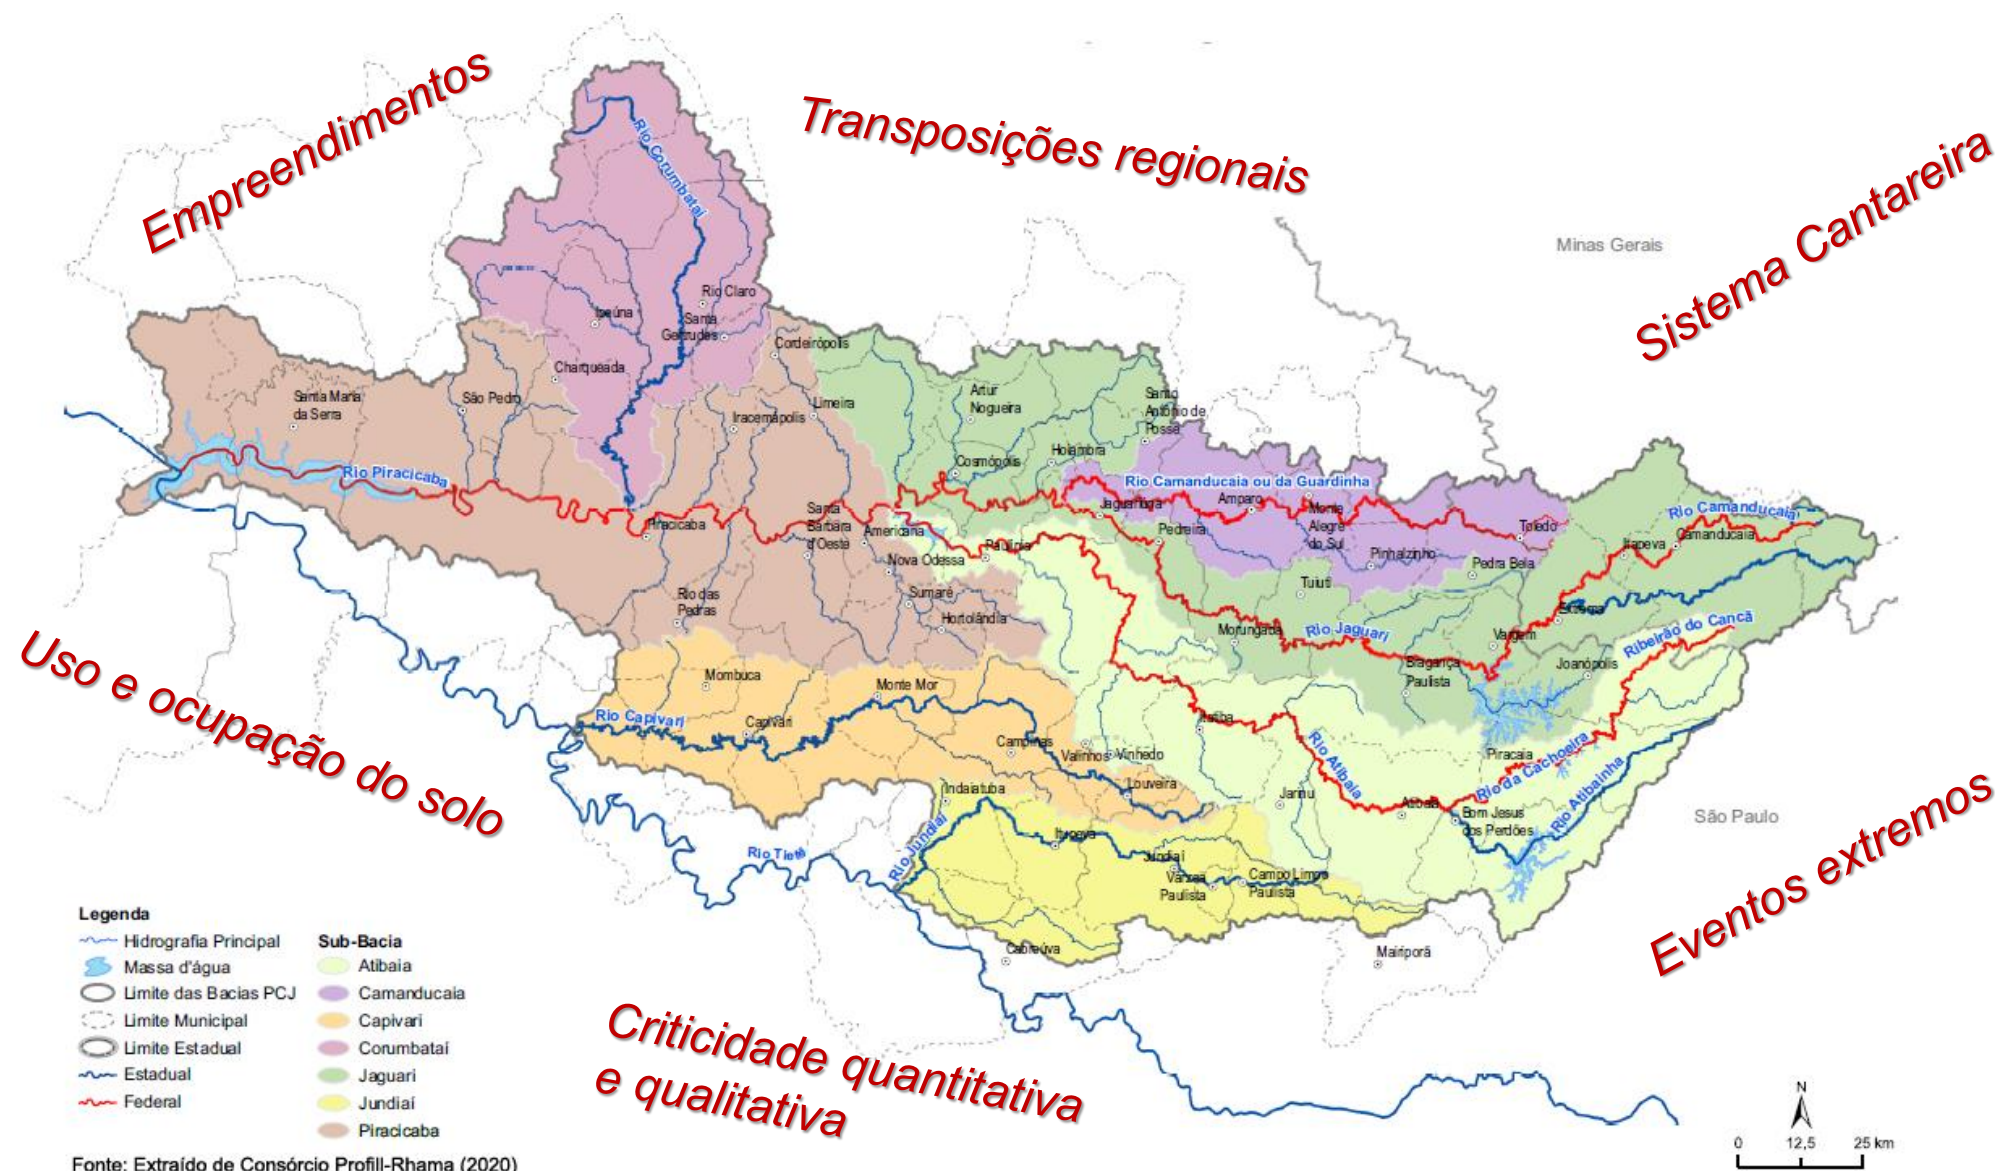 Empreendimentos
Transposições regionais
Sistema Cantareira
Minas Gerais
Rio Corumbataí
Rio Claro
Ipeúna
Santa
Gertrudes
Cordeirópolis
Charqueada
Santa Maria
da Serra
São Pedro
Iracemápolis
Limeira
Artur
Nogueira
Santo
Antônio de
Posse
Holambra
Cosmópolis
Rio Piracicaba
Rio Camanducaia ou da Guardinha
Jaguariúna
Amparo
Monte
Alegre
do Sul
Toledo
Rio Camanducaia
Camanducaia
Itapeva
Piracicaba
Santa
Bárbara
d'Oeste
Americana
Nova Odessa
Paulínia
Pedreira
Pinhalzinho
Pedra Bela
Tuiuti
Extrema
Rio das
Pedras
Sumaré
Hortolândia
Morungaba
Rio Jaguari
Vargem
Ribeirão do Cancã
Joanópolis
Bragança
Paulista
Uso e ocupação do solo
Mombuca
Monte Mor
Rio Capivari
Capivari
Campinas
Valinhos
Vinhedo
Itatiba
Rio Atibaia
Piracaia
Rio da Cachoeira
Rio Atibainha
Louveira
Indaiatuba
Jarinu
Atibaia
Bom Jesus
dos Perdões
São Paulo
Eventos extremos
Itupeva
Rio Jundiaí
Rio Tietê
Jundiaí
Várzea
Paulista
Campo Limpo
Paulista
Cabreúva
Mairiporã
Criticidade quantitativa
e qualitativa
Legenda
Hidrografia Principal
Massa d'água
Limite das Bacias PCJ
Limite Municipal
Limite Estadual
Estadual
Federal
Sub-Bacia
Atibaia
Camanducaia
Capivari
Corumbataí
Jaguari
Jundiaí
Piracicaba
N
0 12,5 25 km
Fonte: Extraído de Consórcio Profill-Rhama (2020)